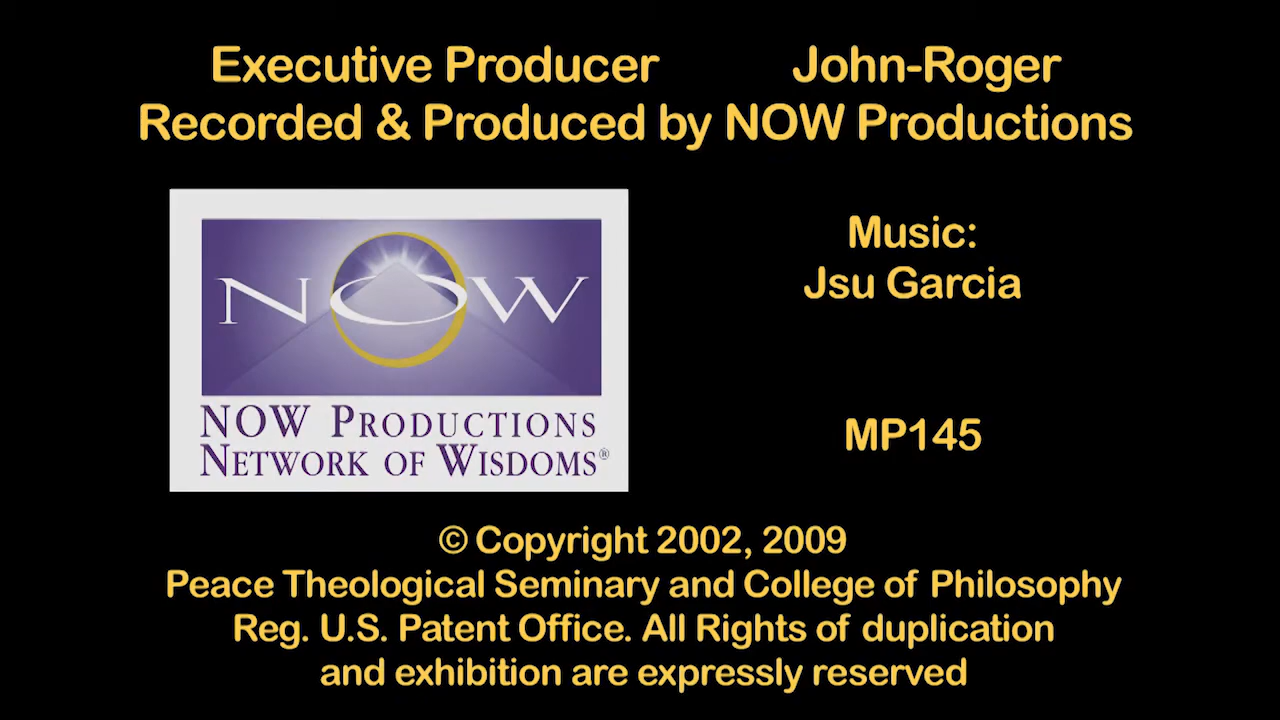 Executive Producer John-Roger
Recorded & Produced by NOW Productions
NOW
NOW PRODUCTIONS
NETWORK OF WISDOMS®
Music:
Jsu Garcia
MP145
© Copyright 2002, 2009
Peace Theological Seminary and College of Philosophy
Reg. U.S. Patent Office. All Rights of duplication
and exhibition are expressly reserved